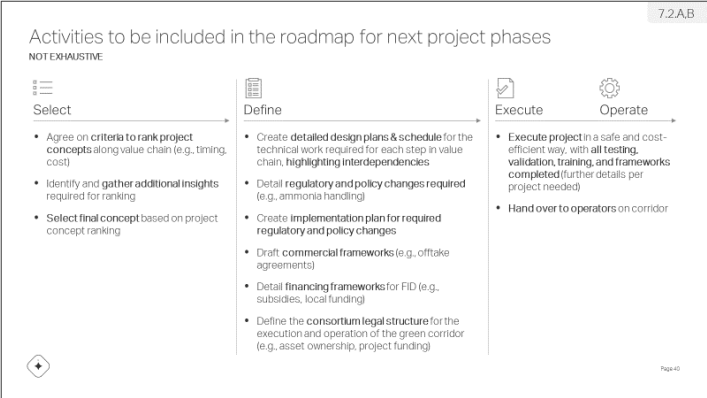 7.2.A,B
Activities to be included in the roadmap for next project phases
NOT EXHAUSTIVE
Select
• Agree on criteria to rank project
concepts along value chain (e.g., timing,
cost)
• Identify and gather additional insights
required for ranking
• Select final concept based on project
concept ranking
Define
• Create detailed design plans & schedule for the
technical work required for each step in value
chain, highlighting interdependencies
• Detail regulatory and policy changes required
(e.g., ammonia handling)
• Create implementation plan for required
regulatory and policy changes
• Draft commercial frameworks (e.g., offtake
agreements)
• Detail financing frameworks for FID (e.g.,
subsidies, local funding)
• Define the consortium legal structure for the
execution and operation of the green corridor
(e.g., asset ownership, project funding)
Execute
Operate
• Execute project in a safe and cost-
efficient way, with all testing,
validation, training, and frameworks
completed (further details per
project needed)
• Hand over to operators on corridor
Page 40